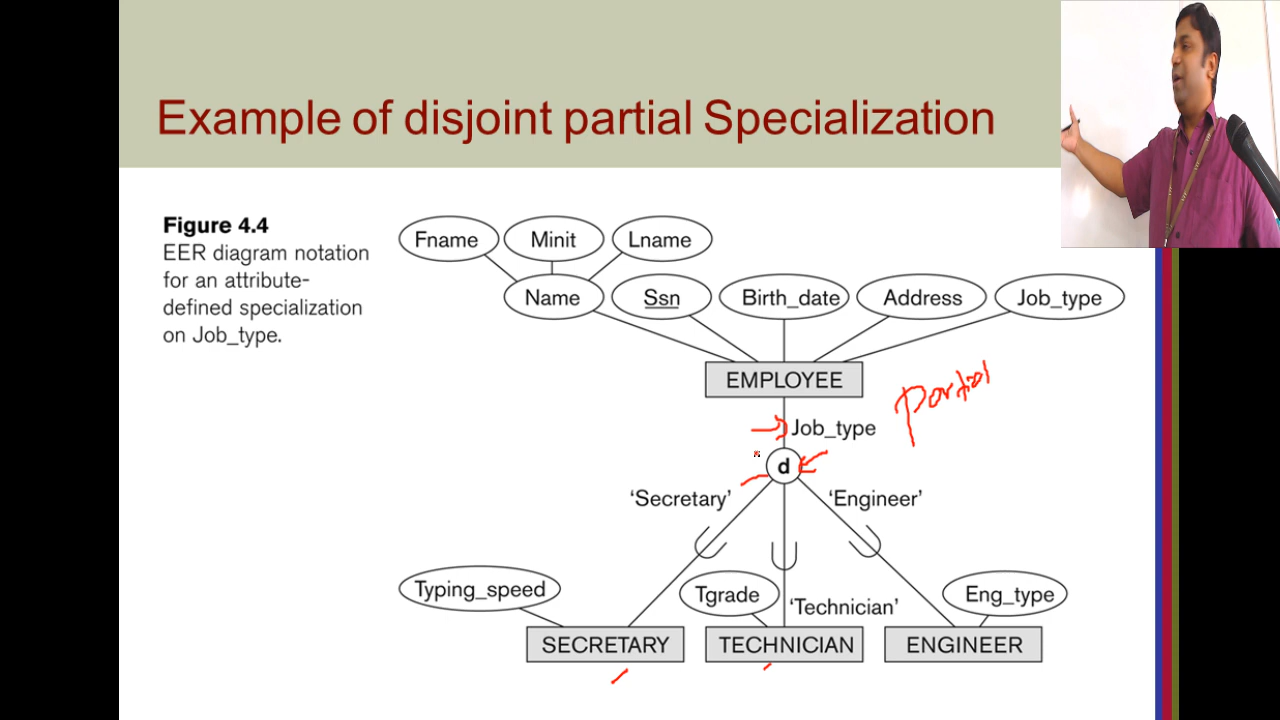 Example of disjoint partial Specialization
Figure 4.4
EER diagram notation
for an attribute-
defined specialization
on Job_type.
Fname
Minit
Lname
Name
Ssn
Birth_date
Address
Job_type
EMPLOYEE
Partial
Job_type
d
‘Secretary’
‘Engineer’
Typing_speed
Tgrade
‘Technician’
Eng_type
SECRETARY
TECHNICIAN
ENGINEER